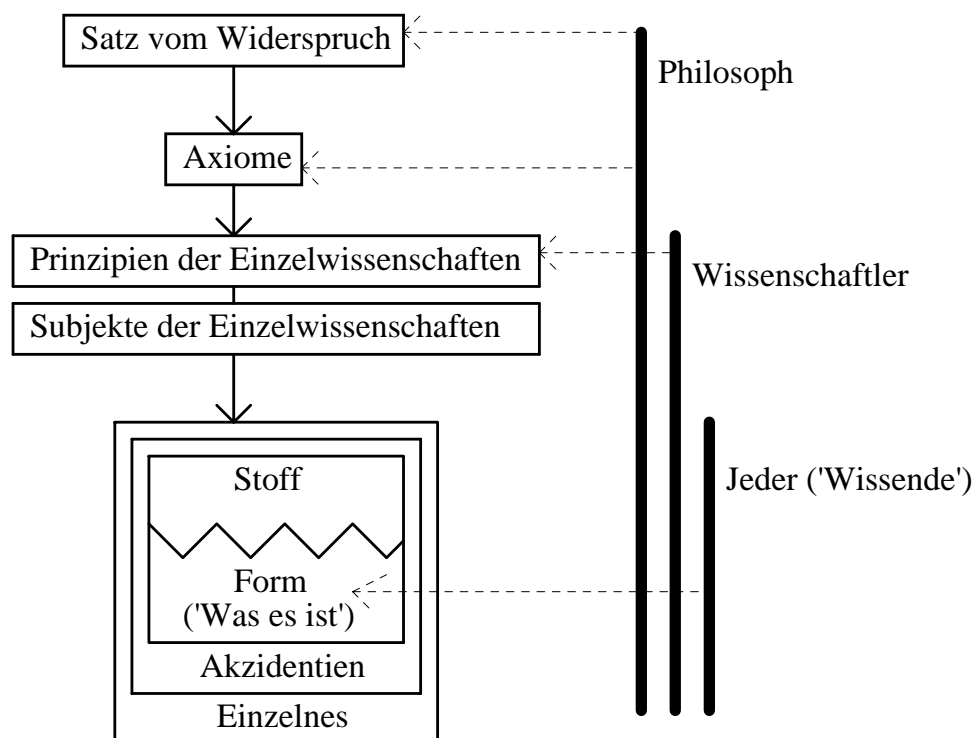 Satz vom Widerspruch
Philosoph
Axiome
Prinzipien der Einzelwissenschaften
Wissenschaftler
Subjekte der Einzelwissenschaften
Stoff
Jeder ('Wissende')
Form
('Was es ist')
Akzidentien
Einzelnes